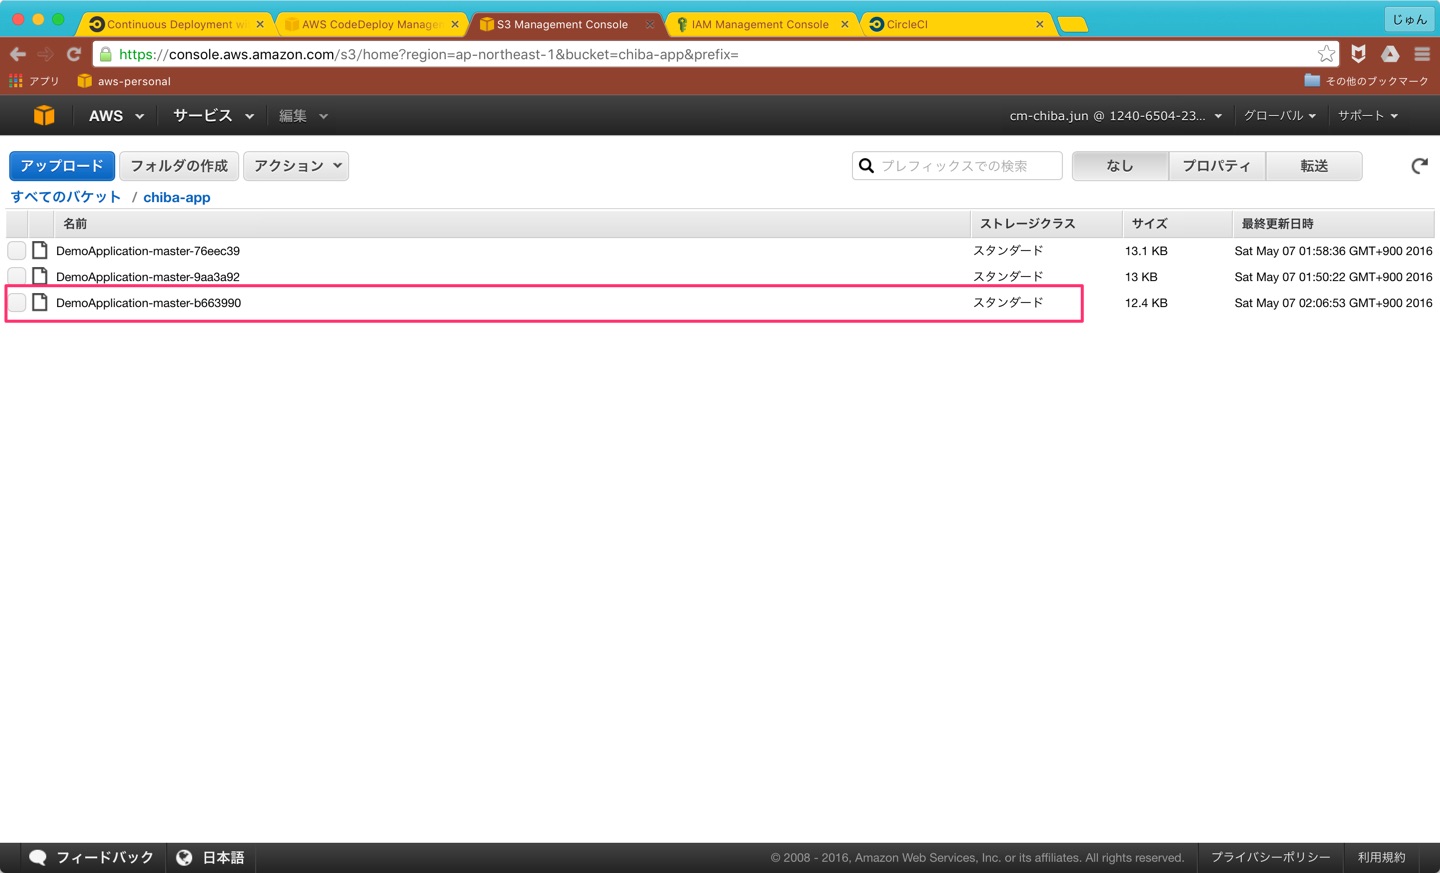 Continuous Deployment wi
AWS CodeDeploy Manage
S3 Management Console
IAM Management Console
CircleCI
じゅん
https://console.aws.amazon.com/s3/home?region=ap-northeast-1&bucket=chiba-app&prefix=
アプリ
aws-personal
その他のブックマーク
AWS
サービス
編集
cm-chiba.jun @ 1240-6504-23...
グローバル
サポート
アップロード
フォルダの作成
アクション
プレフィックスでの検索
なし
プロパティ
転送
すべてのバケット / chiba-app
名前 ストレージクラス サイズ 最終更新日時
DemoApplication-master-76eec39 スタンダード 13.1 KB Sat May 07 01:58:36 GMT+900 2016
DemoApplication-master-9aa3a92 スタンダード 13 KB Sat May 07 01:50:22 GMT+900 2016
DemoApplication-master-b663990 スタンダード 12.4 KB Sat May 07 02:06:53 GMT+900 2016
フィードバック
日本語
© 2008 - 2016, Amazon Web Services, Inc. or its affiliates. All rights reserved.
プライバシーポリシー
利用規約